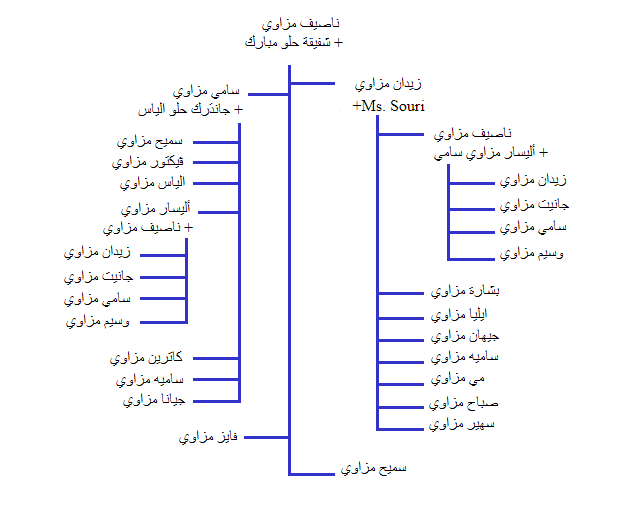 ناصيف مزاوي
+ شفيقة حلو مبارك
زيدان مزاوي
+Ms. Souri
ناصيف مزاوي
+ أليسار مزاوي سامي
زيدان مزاوي
جانيت مزاوي
سامي مزاوي
وسيم مزاوي
بشارة مزاوي
ايليا مزاوي
جيهان مزاوي
ساميه مزاوي
مي مزاوي
صباح مزاوي
سهير مزاوي
سامي مزاوي
+ جاندَرك حلو الياس
سميح مزاوي
ڤيكتور مزاوي
الياس مزاوي
أليسار مزاوي
+ ناصيف مزاوي
زيدان مزاوي
جانيت مزاوي
سامي مزاوي
وسيم مزاوي
كاترين مزاوي
ساميه مزاوي
جيانا مزاوي
فايز مزاوي
سميح مزاوي